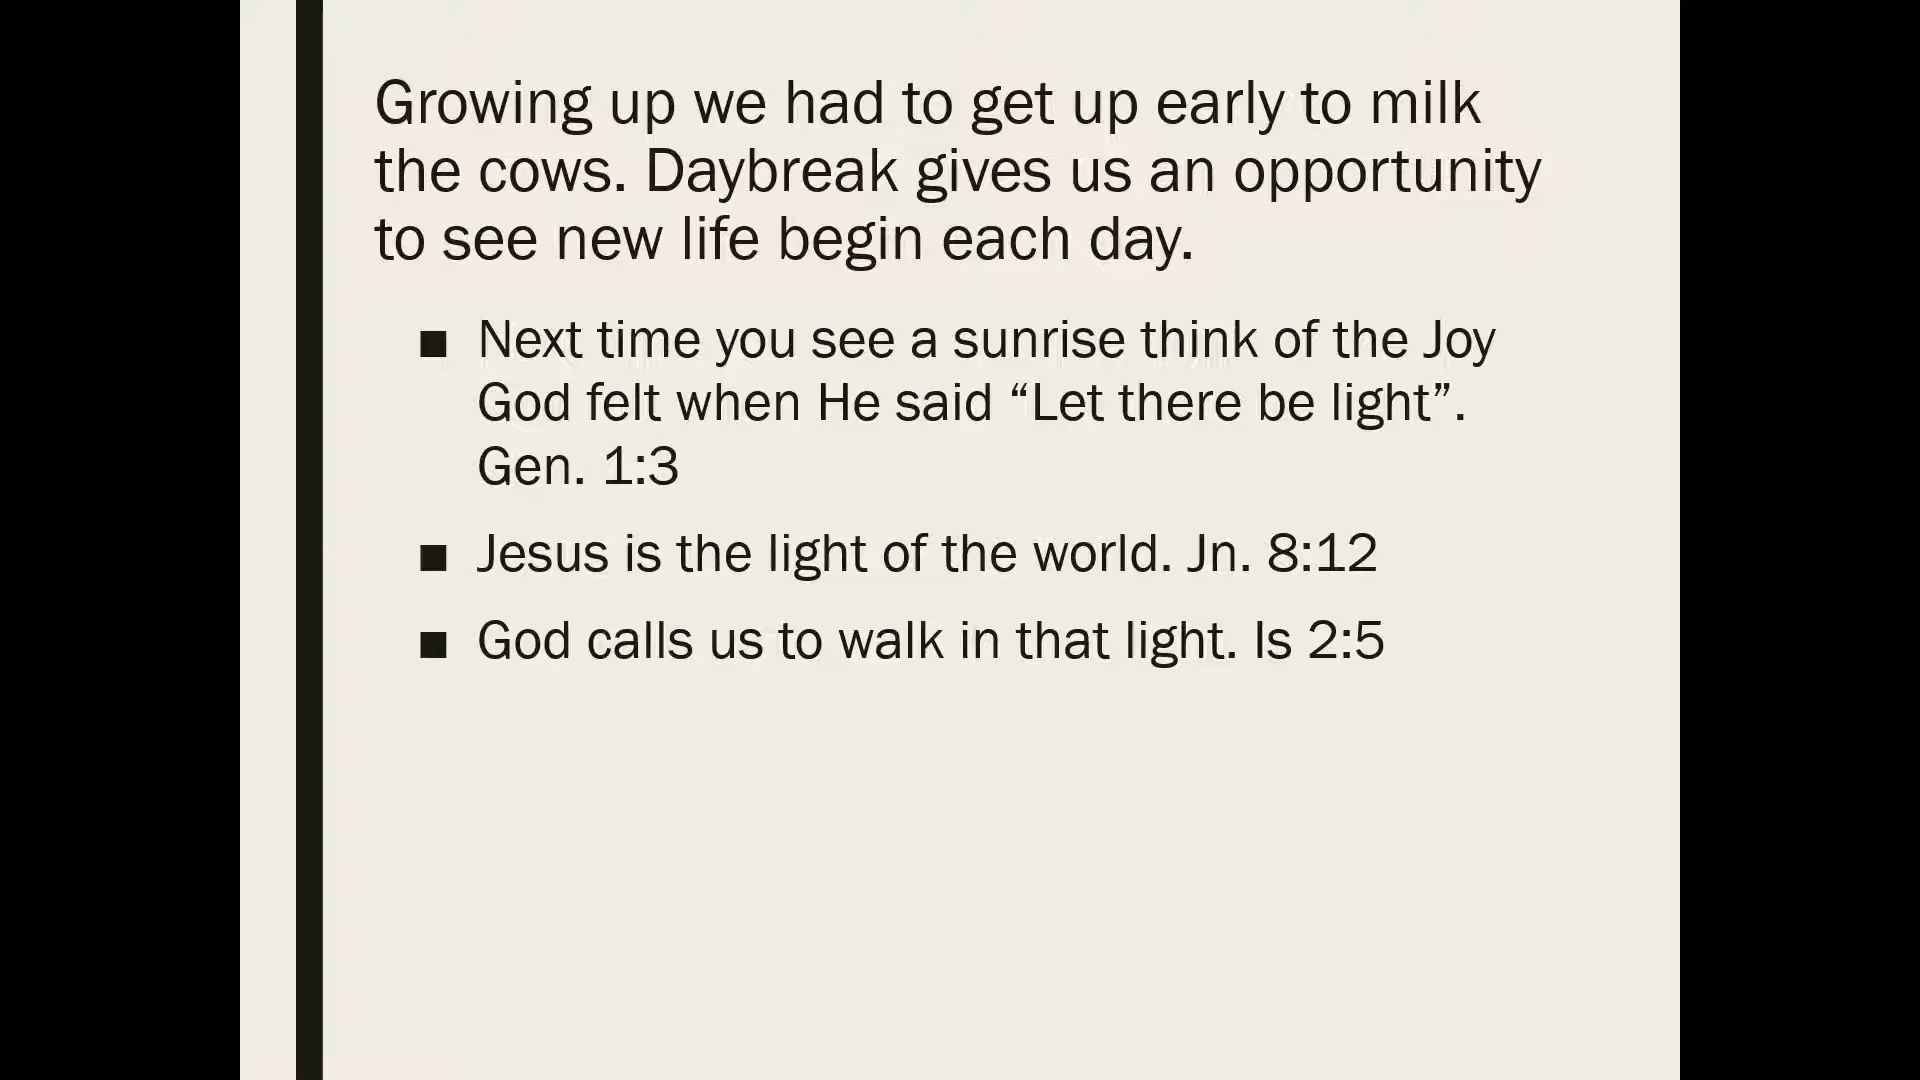 Growing up we had to get up early to milk
the cows. Daybreak gives us an opportunity
to see new life begin each day.
■ Next time you see a sunrise think of the Joy
God felt when He said “Let there be light”.
Gen. 1:3
■ Jesus is the light of the world. Jn. 8:12
■ God calls us to walk in that light. Is 2:5